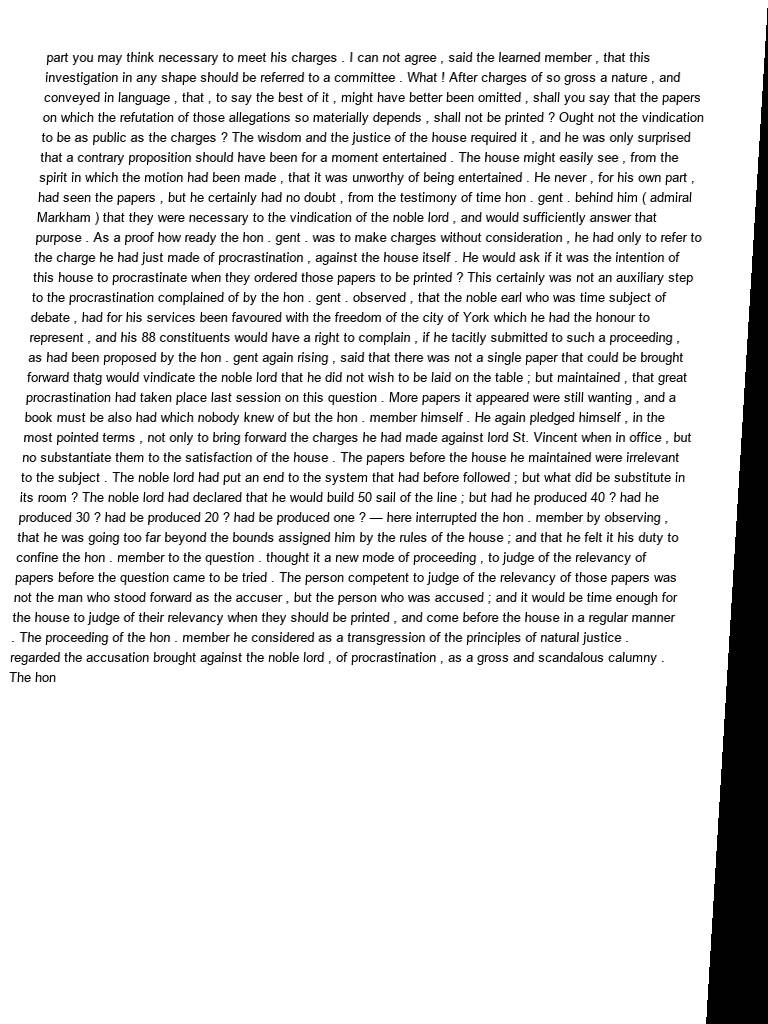 part you may think necessary to meet his charges . I can not agree , said the learned member , that this
investigation in any shape should be referred to a committee . What ! After charges of so gross a nature , and
conveyed in language , that , to say the best of it , might have better been omitted , shall you say that the papers
on which the refutation of those allegations so materially depends , shall not be printed ? Ought not the vindication
to be as public as the charges ? The wisdom and the justice of the house required it , and he was only surprised
that a contrary proposition should have been for a moment entertained . The house might easily see , from the
spirit in which the motion had been made , that it was unworthy of being entertained . He never , for his own part ,
had seen the papers , but he certainly had no doubt , from the testimony of time hon . gent . behind him ( admiral
Markham ) that they were necessary to the vindication of the noble lord , and would sufficiently answer that
purpose . As a proof how ready the hon . gent . was to make charges without consideration , he had only to refer to
the charge he had just made of procrastination , against the house itself . He would ask if it was the intention of
this house to procrastinate when they ordered those papers to be printed ? This certainly was not an auxiliary step
to the procrastination complained of by the hon . gent . observed , that the noble earl who was time subject of
debate , had for his services been favoured with the freedom of the city of York which he had the honour to
represent , and his 88 constituents would have a right to complain , if he tacitly submitted to such a proceeding ,
as had been proposed by the hon . gent again rising , said that there was not a single paper that could be brought
forward thatg would vindicate the noble lord that he did not wish to be laid on the table ; but maintained , that great
procrastination had taken place last session on this question . More papers it appeared were still wanting , and a
book must be also had which nobody knew of but the hon . member himself . He again pledged himself , in the
most pointed terms , not only to bring forward the charges he had made against lord St. Vincent when in office , but
no substantiate them to the satisfaction of the house . The papers before the house he maintained were irrelevant
to the subject . The noble lord had put an end to the system that had before followed ; but what did be substitute in
its room ? The noble lord had declared that he would build 50 sail of the line ; but had he produced 40 ? had he
produced 30 ? had be produced 20 ? had be produced one ? — here interrupted the hon . member by observing ,
that he was going too far beyond the bounds assigned him by the rules of the house ; and that he felt it his duty to
confine the hon . member to the question . thought it a new mode of proceeding , to judge of the relevancy of
papers before the question came to be tried . The person competent to judge of the relevancy of those papers was
not the man who stood forward as the accuser , but the person who was accused ; and it would be time enough for
the house to judge of their relevancy when they should be printed , and come before the house in a regular manner
. The proceeding of the hon . member he considered as a transgression of the principles of natural justice .
regarded the accusation brought against the noble lord , of procrastination , as a gross and scandalous calumny .
The hon